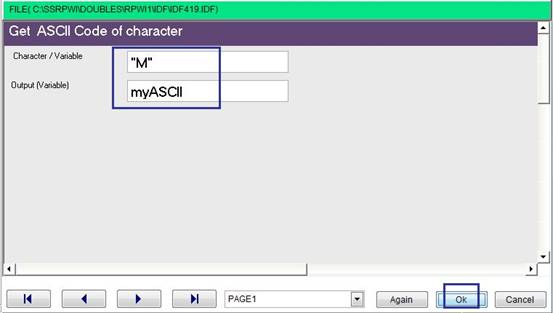 FILE( C:\SSRPWI\DOUBLES\RPWI1\IDF\IDF419.IDF)
Get ASCII Code of character
Character / Variable
"M"
Output (Variable)
myASCII
PAGE1
Again
Ok
Cancel